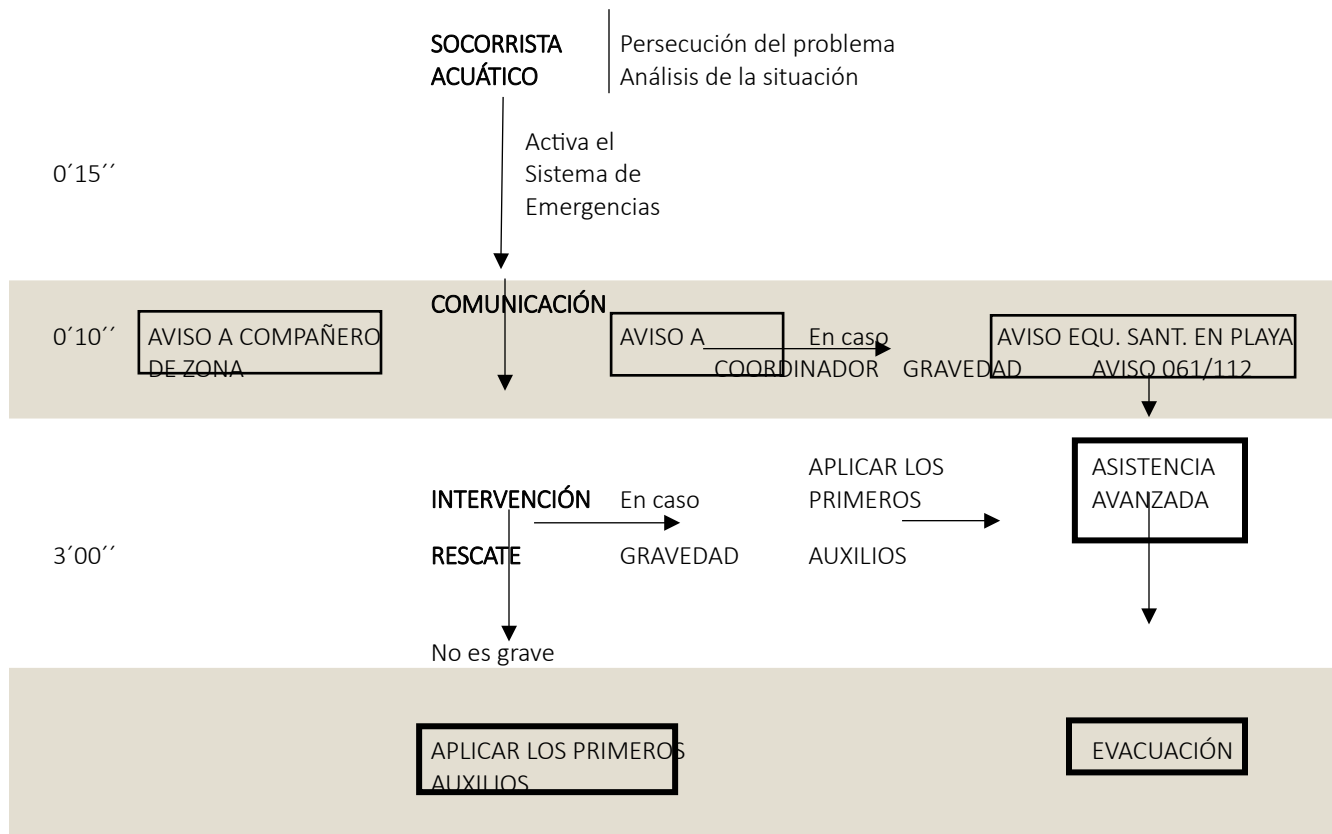 SOCORRISTA
ACUÁTICO
Persecución del problema
Análisis de la situación
0´15´´
Activa el
Sistema de
Emergencias
COMUNICACIÓN
0´10´´
AVISO A COMPAÑERO
DE ZONA
AVISO A
COORDINADOR
En caso
GRAVEDAD
AVISO EQU. SANT. EN PLAYA
AVISO 061/112
3´00´´
INTERVENCIÓN
RESCATE
En caso
GRAVEDAD
APLICAR LOS
PRIMEROS
AUXILIOS
ASISTENCIA
AVANZADA
No es grave
APLICAR LOS PRIMEROS
AUXILIOS
EVACUACIÓN